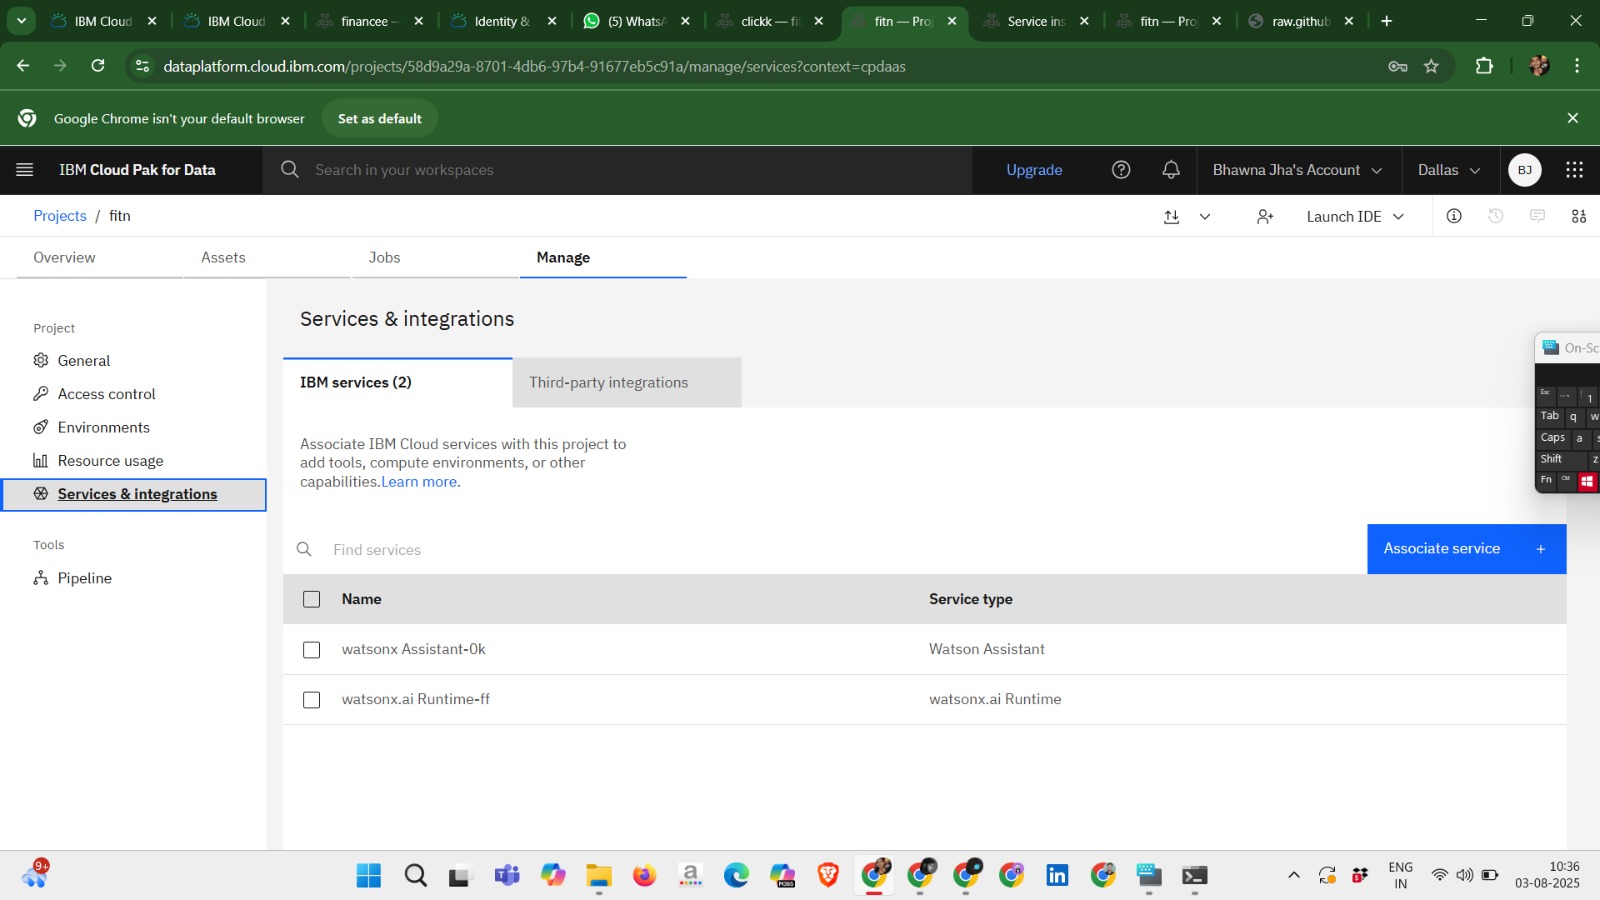 IBM Cloud
IBM Cloud
financee —
Identity &
(5) WhatsA
clickk — fit
fitn — Proj
Service ins
fitn — Proj
raw.github
dataplatform.cloud.ibm.com/projects/58d9a29a-8701-4db6-97b4-91677eb5c91a/manage/services?context=cpdaas
Google Chrome isn't your default browser
Set as default
IBM Cloud Pak for Data
Search in your workspaces
Upgrade
Bhawna Jha's Account
Dallas
BJ
Projects / fitn
Launch IDE
Overview
Assets
Jobs
Manage
Project
General
Access control
Environments
Resource usage
Services & integrations
Tools
Pipeline
Services & integrations
IBM services (2)
Third-party integrations
Associate IBM Cloud services with this project to
add tools, compute environments, or other
capabilities.Learn more.
Find services
Associate service +
Name
Service type
watsonx Assistant-0k
Watson Assistant
watsonx.ai Runtime-ff
watsonx.ai Runtime
On-Sc
Esc
1
Tab q w
Caps a s
Shift z
Fn Ctrl
9+
M365
ENG
IN
10:36
03-08-2025